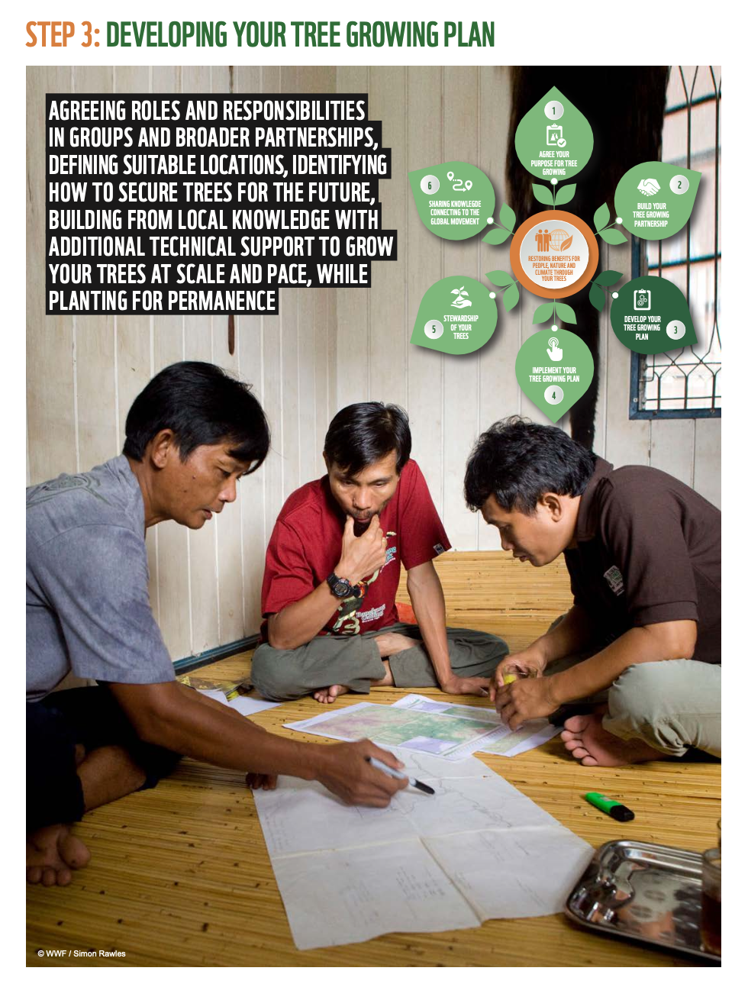 STEP 3: DEVELOPING YOUR TREE GROWING PLAN
AGREEING ROLES AND RESPONSIBILITIES
IN GROUPS AND BROADER PARTNERSHIPS,
DEFINING SUITABLE LOCATIONS, IDENTIFYING
HOW TO SECURE TREES FOR THE FUTURE,
BUILDING FROM LOCAL KNOWLEDGE WITH
ADDITIONAL TECHNICAL SUPPORT TO GROW
YOUR TREES AT SCALE AND PACE, WHILE
PLANTING FOR PERMANENCE
1
AGREE YOUR
PURPOSE FOR TREE
GROWING
2
BUILD YOUR
TREE GROWING
PARTNERSHIP
DEVELOP YOUR
TREE GROWING
PLAN
3
IMPLEMENT YOUR
TREE GROWING PLAN
4
STEWARDSHIP
OF YOUR
TREES
5
6
SHARING KNOWLEGDE
CONNECTING TO THE
GLOBAL MOVEMENT
RESTORING BENEFITS FOR
PEOPLE, NATURE AND
CLIMATE THROUGH
YOUR TREES
© WWF / Simon Rawles